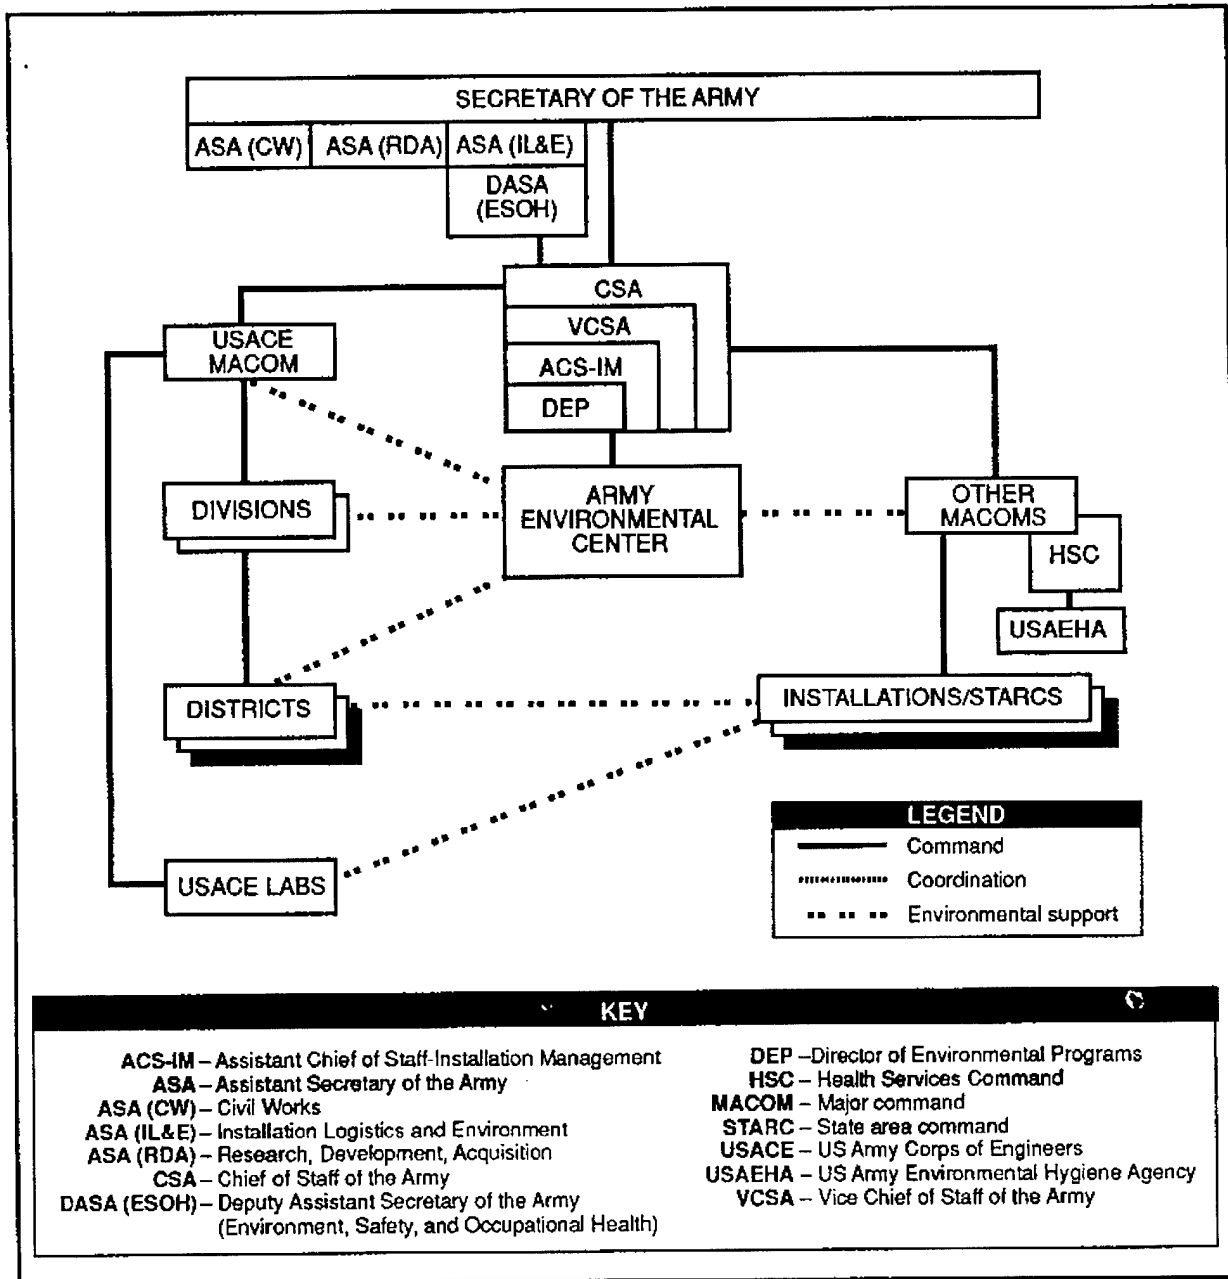 SECRETARY OF THE ARMY
ASA (CW)
ASA (RDA)
ASA (IL&E)
DASA
(ESOH)
CSA
VCSA
ACS-IM
DEP
USACE
MACOM
DIVISIONS
ARMY
ENVIRONMENTAL
CENTER
OTHER
MACOMS
HSC
USAEHA
DISTRICTS
INSTALLATIONS/STARCS
USACE LABS
LEGEND
Command
Coordination
Environmental support
KEY
ACS-IM – Assistant Chief of Staff-Installation Management
ASA – Assistant Secretary of the Army
ASA (CW) – Civil Works
ASA (IL&E) – Installation Logistics and Environment
ASA (RDA) – Research, Development, Acquisition
CSA – Chief of Staff of the Army
DASA (ESOH) – Deputy Assistant Secretary of the Army
(Environment, Safety, and Occupational Health)
DEP –Director of Environmental Programs
HSC – Health Services Command
MACOM – Major command
STARC – State area command
USACE – US Army Corps of Engineers
USAEHA – US Army Environmental Hygiene Agency
VCSA – Vice Chief of Staff of the Army